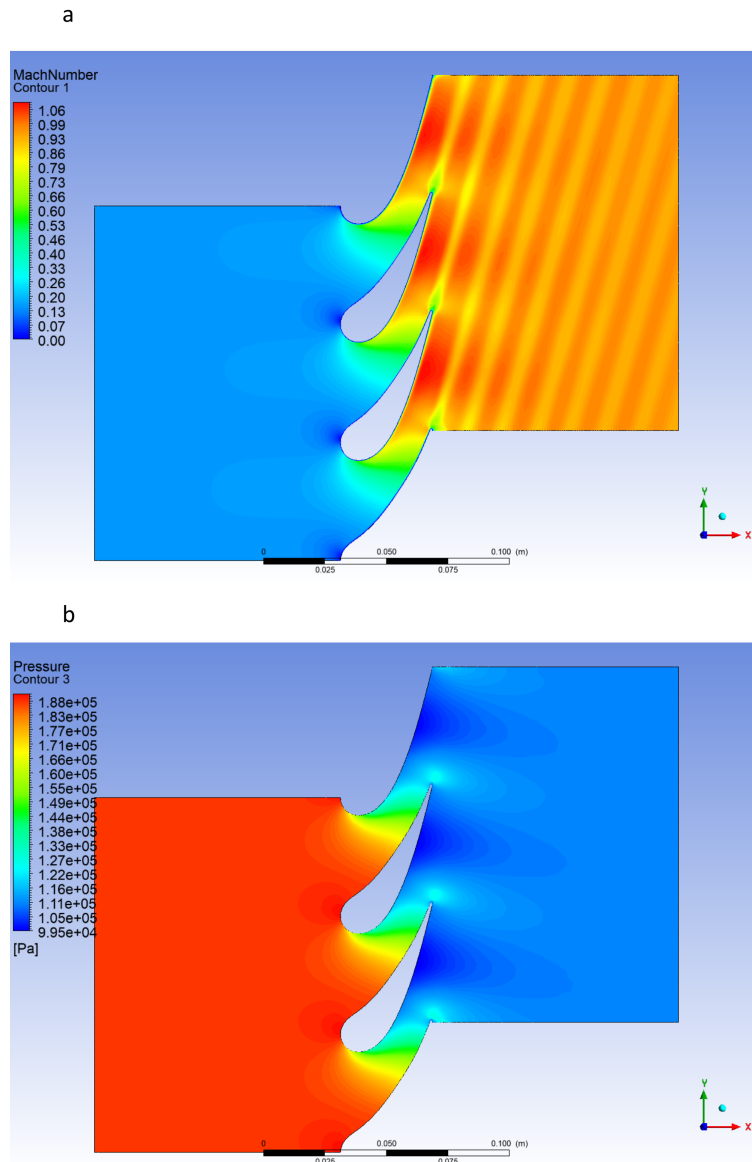 a
MachNumber
Contour 1
1.06
0.99
0.93
0.86
0.79
0.73
0.66
0.60
0.53
0.46
0.40
0.33
0.26
0.20
0.13
0.07
0.00
Y
X
0 0.050 0.100 (m)
0.025 0.075
b
Pressure
Contour 3
1.88e+05
1.83e+05
1.77e+05
1.71e+05
1.66e+05
1.60e+05
1.55e+05
1.49e+05
1.44e+05
1.38e+05
1.33e+05
1.27e+05
1.22e+05
1.16e+05
1.11e+05
1.05e+05
9.95e+04
[Pa]
Y
X
0 0.050 0.100 (m)
0.025 0.075